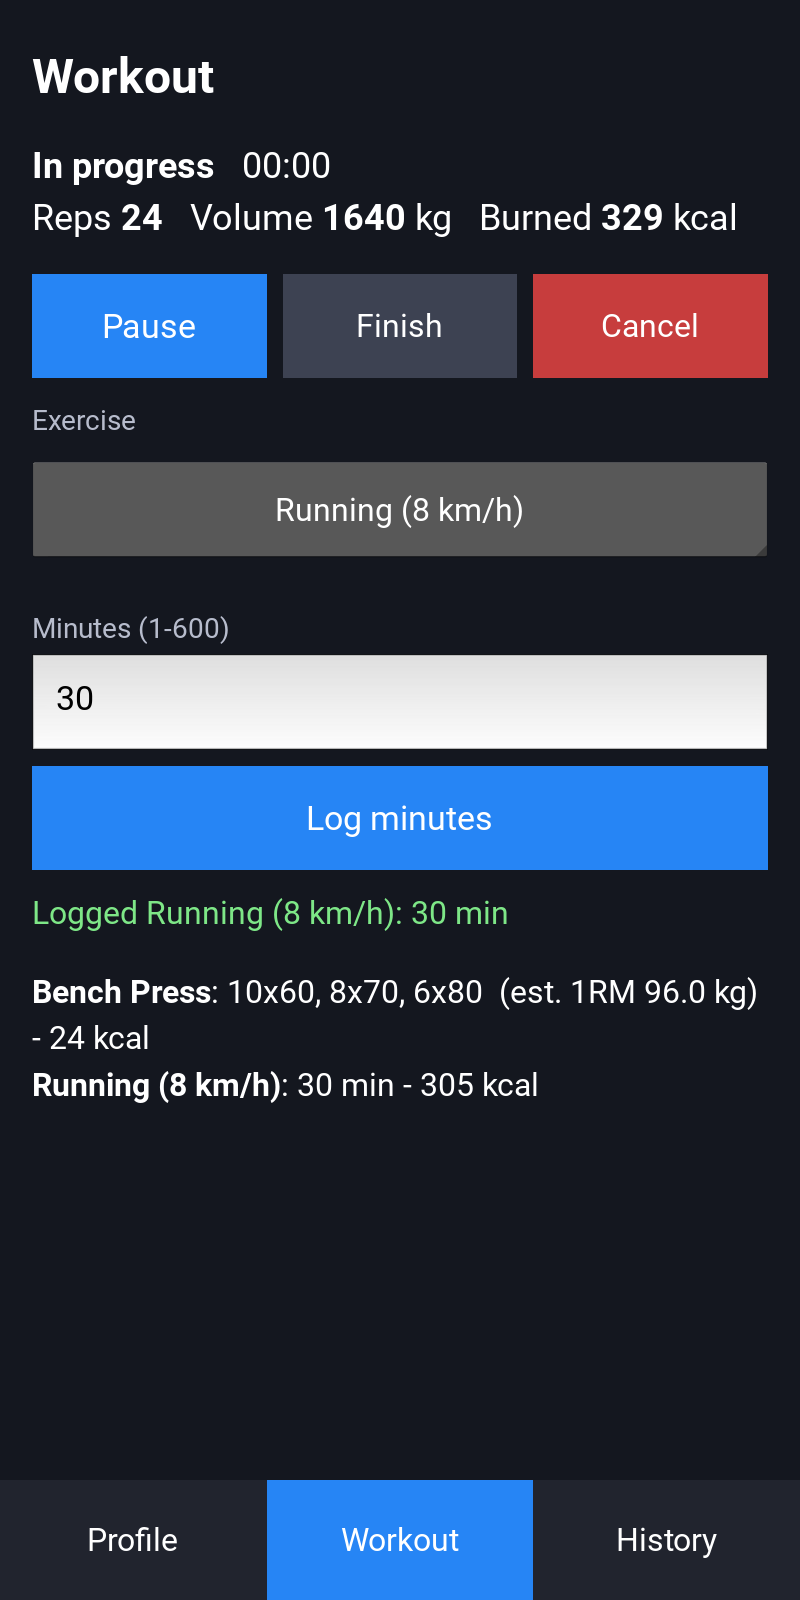 Workout
In progress 00:00
Reps 24 Volume 1640 kg Burned 329 kcal
Pause Finish Cancel
Exercise
Running (8 km/h)
Minutes (1-600)
30
Log minutes
Logged Running (8 km/h): 30 min
Bench Press: 10x60, 8x70, 6x80 (est. 1RM 96.0 kg)
- 24 kcal
Running (8 km/h): 30 min - 305 kcal
Profile Workout History